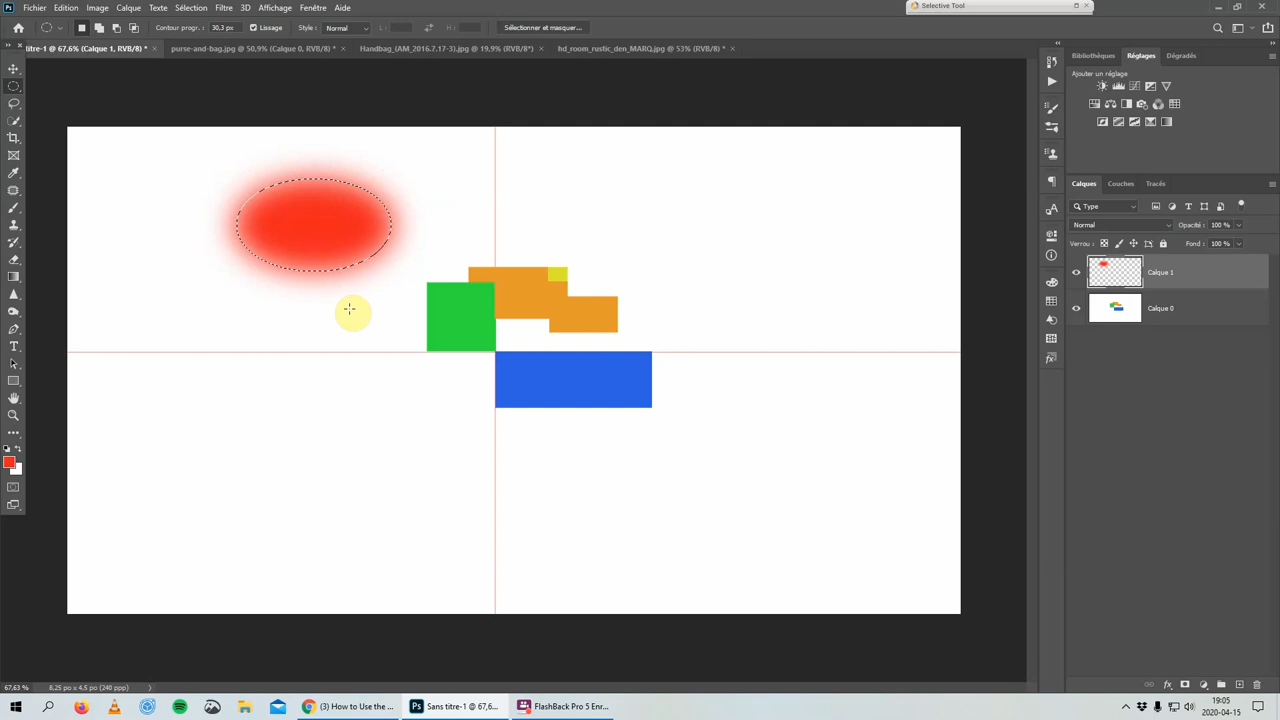 Ps Fichier Edition Image Calque Texte Sélection Filtre 3D Affichage Fenêtre Aide
Selective Tool
Contour progr. : 30,3 px Lissage Style : Normal L. : H. : Sélectionner et masquer...
titre-1 @ 67,6% (Calque 1, RVB/8) * × purse-and-bag.jpg @ 50,9% (Calque 0, RVB/8) * × Handbag_(AM_2016.7.17-3).jpg @ 19,9% (RVB/8*) × hd_room_rustic_den_MARQ.jpg @ 53% (RVB/8*) * ×
Bibliothèques Réglages Dégradés
Ajouter un réglage
Calques Couches Tracés
Type
Normal Opacité : 100 %
Verrou : Fond : 100 %
Calque 1
Calque 0
67,63 % 8,25 po x 4,5 po (240 ppp)
(3) How to Use the ... Ps Sans titre-1 @ 67,6... FlashBack Pro 5 Enr...
19:05
2020-04-15